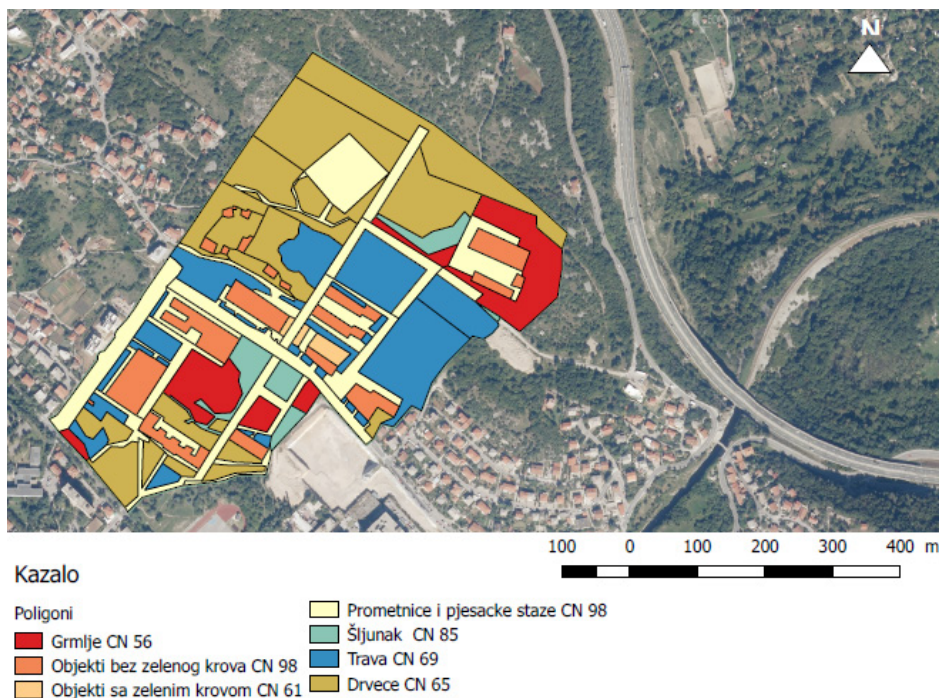 N
100 0 100 200 300 400 m
Kazalo
Poligoni
Grmlje CN 56
Objekti bez zelenog krova CN 98
Objekti sa zelenim krovom CN 61
Prometnice i pjesacke staze CN 98
Šljunak CN 85
Trava CN 69
Drvece CN 65